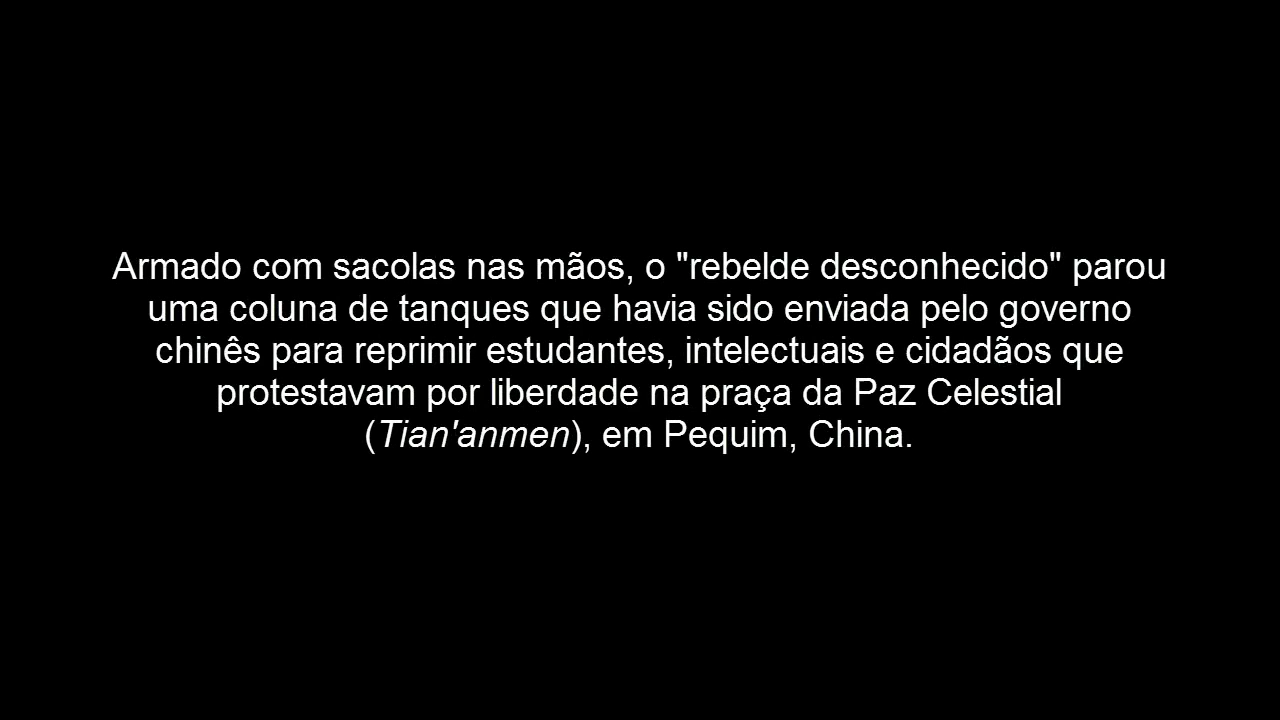 Armado com sacolas nas mãos, o "rebelde desconhecido" parou
uma coluna de tanques que havia sido enviada pelo governo
chinês para reprimir estudantes, intelectuais e cidadãos que
protestavam por liberdade na praça da Paz Celestial
(Tian'anmen), em Pequim, China.